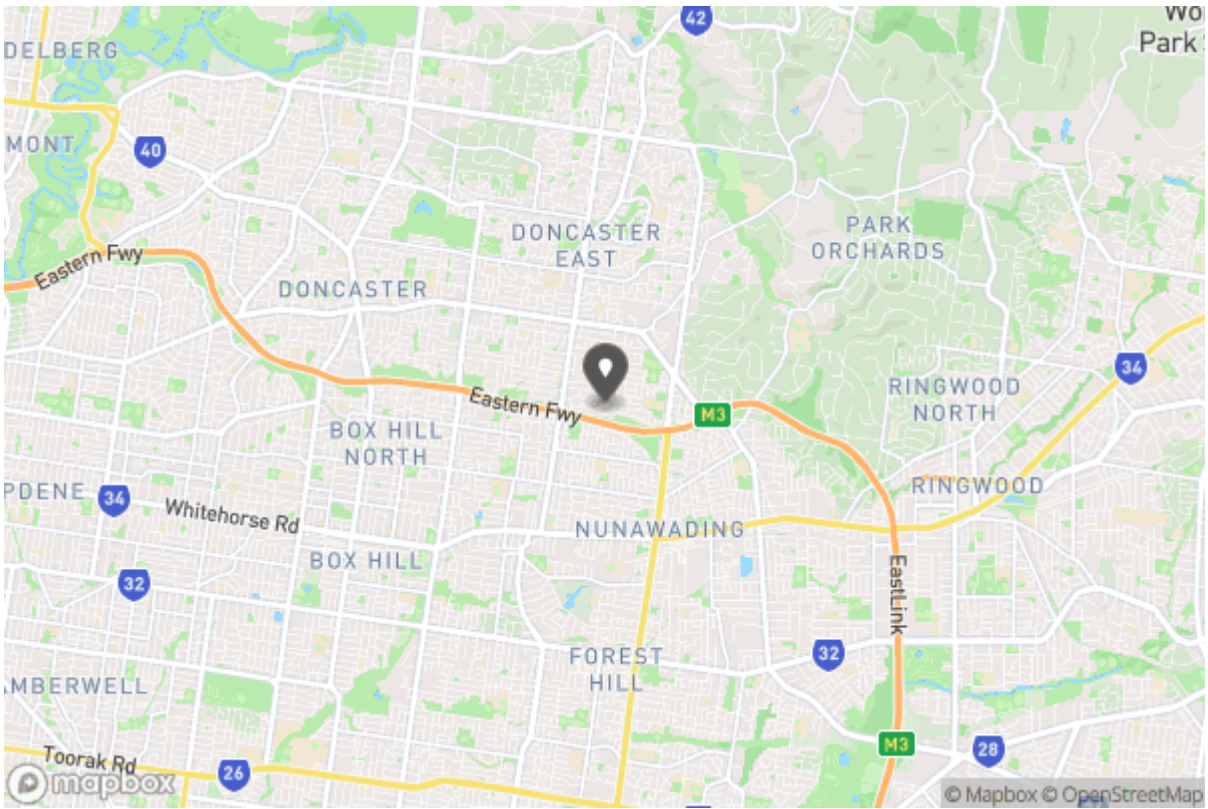 42
Wo
Park
DELBERG
MONT
40
DONCASTER
EAST
PARK
ORCHARDS
Eastern Fwy
DONCASTER
34
RINGWOOD
NORTH
Eastern Fwy
M3
BOX HILL
NORTH
PDENE
34
RINGWOOD
Whitehorse Rd
NUNAWADING
BOX HILL
32
EastLink
FOREST
HILL
32
AMBERWELL
M3
28
Toorak Rd
26
mapbox
© Mapbox © OpenStreetMap